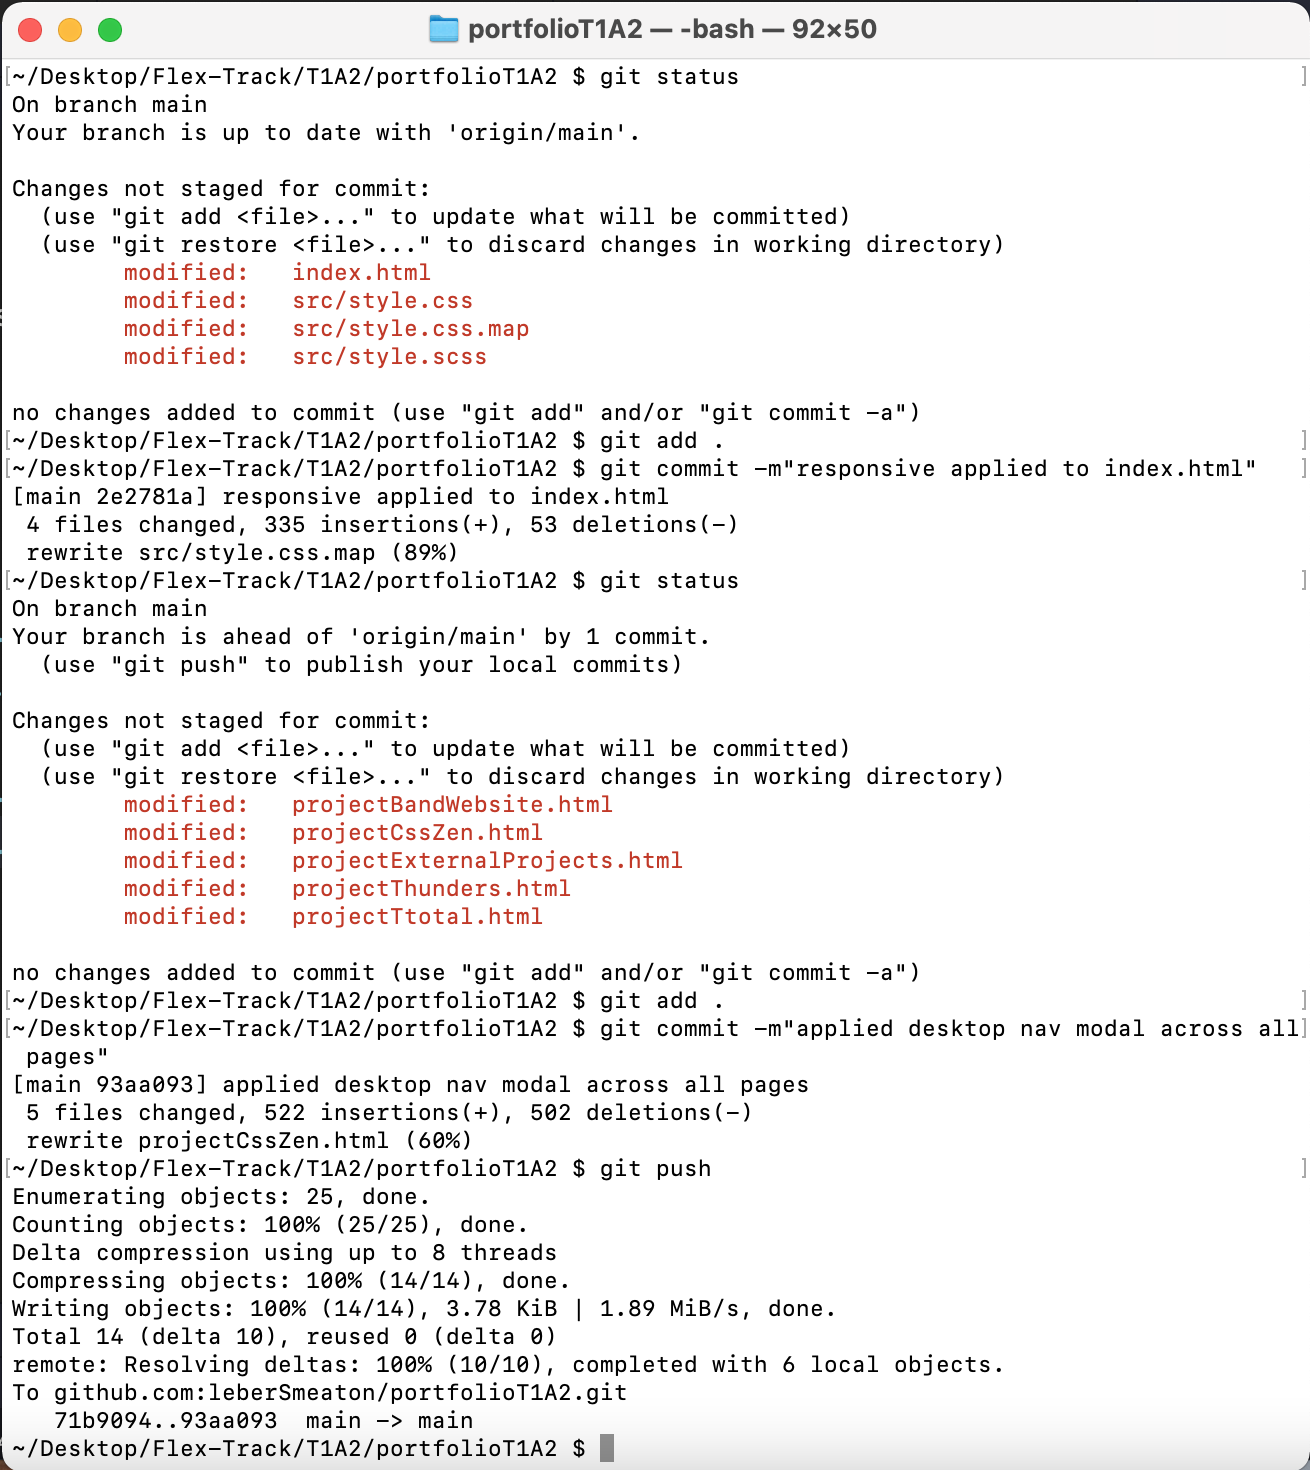 portfolioT1A2 — -bash — 92×50
[~/Desktop/Flex-Track/T1A2/portfolioT1A2 $ git status ]
On branch main
Your branch is up to date with 'origin/main'.

Changes not staged for commit:
  (use "git add <file>..." to update what will be committed)
  (use "git restore <file>..." to discard changes in working directory)
        modified:   index.html
        modified:   src/style.css
        modified:   src/style.css.map
        modified:   src/style.scss

no changes added to commit (use "git add" and/or "git commit -a")
[~/Desktop/Flex-Track/T1A2/portfolioT1A2 $ git add . ]
[~/Desktop/Flex-Track/T1A2/portfolioT1A2 $ git commit -m"responsive applied to index.html" ]
[main 2e2781a] responsive applied to index.html
 4 files changed, 335 insertions(+), 53 deletions(-)
 rewrite src/style.css.map (89%)
[~/Desktop/Flex-Track/T1A2/portfolioT1A2 $ git status ]
On branch main
Your branch is ahead of 'origin/main' by 1 commit.
  (use "git push" to publish your local commits)

Changes not staged for commit:
  (use "git add <file>..." to update what will be committed)
  (use "git restore <file>..." to discard changes in working directory)
        modified:   projectBandWebsite.html
        modified:   projectCssZen.html
        modified:   projectExternalProjects.html
        modified:   projectThunders.html
        modified:   projectTtotal.html

no changes added to commit (use "git add" and/or "git commit -a")
[~/Desktop/Flex-Track/T1A2/portfolioT1A2 $ git add . ]
[~/Desktop/Flex-Track/T1A2/portfolioT1A2 $ git commit -m"applied desktop nav modal across all]
 pages"
[main 93aa093] applied desktop nav modal across all pages
 5 files changed, 522 insertions(+), 502 deletions(-)
 rewrite projectCssZen.html (60%)
[~/Desktop/Flex-Track/T1A2/portfolioT1A2 $ git push ]
Enumerating objects: 25, done.
Counting objects: 100% (25/25), done.
Delta compression using up to 8 threads
Compressing objects: 100% (14/14), done.
Writing objects: 100% (14/14), 3.78 KiB | 1.89 MiB/s, done.
Total 14 (delta 10), reused 0 (delta 0)
remote: Resolving deltas: 100% (10/10), completed with 6 local objects.
To github.com:leberSmeaton/portfolioT1A2.git
   71b9094..93aa093  main -> main
~/Desktop/Flex-Track/T1A2/portfolioT1A2 $